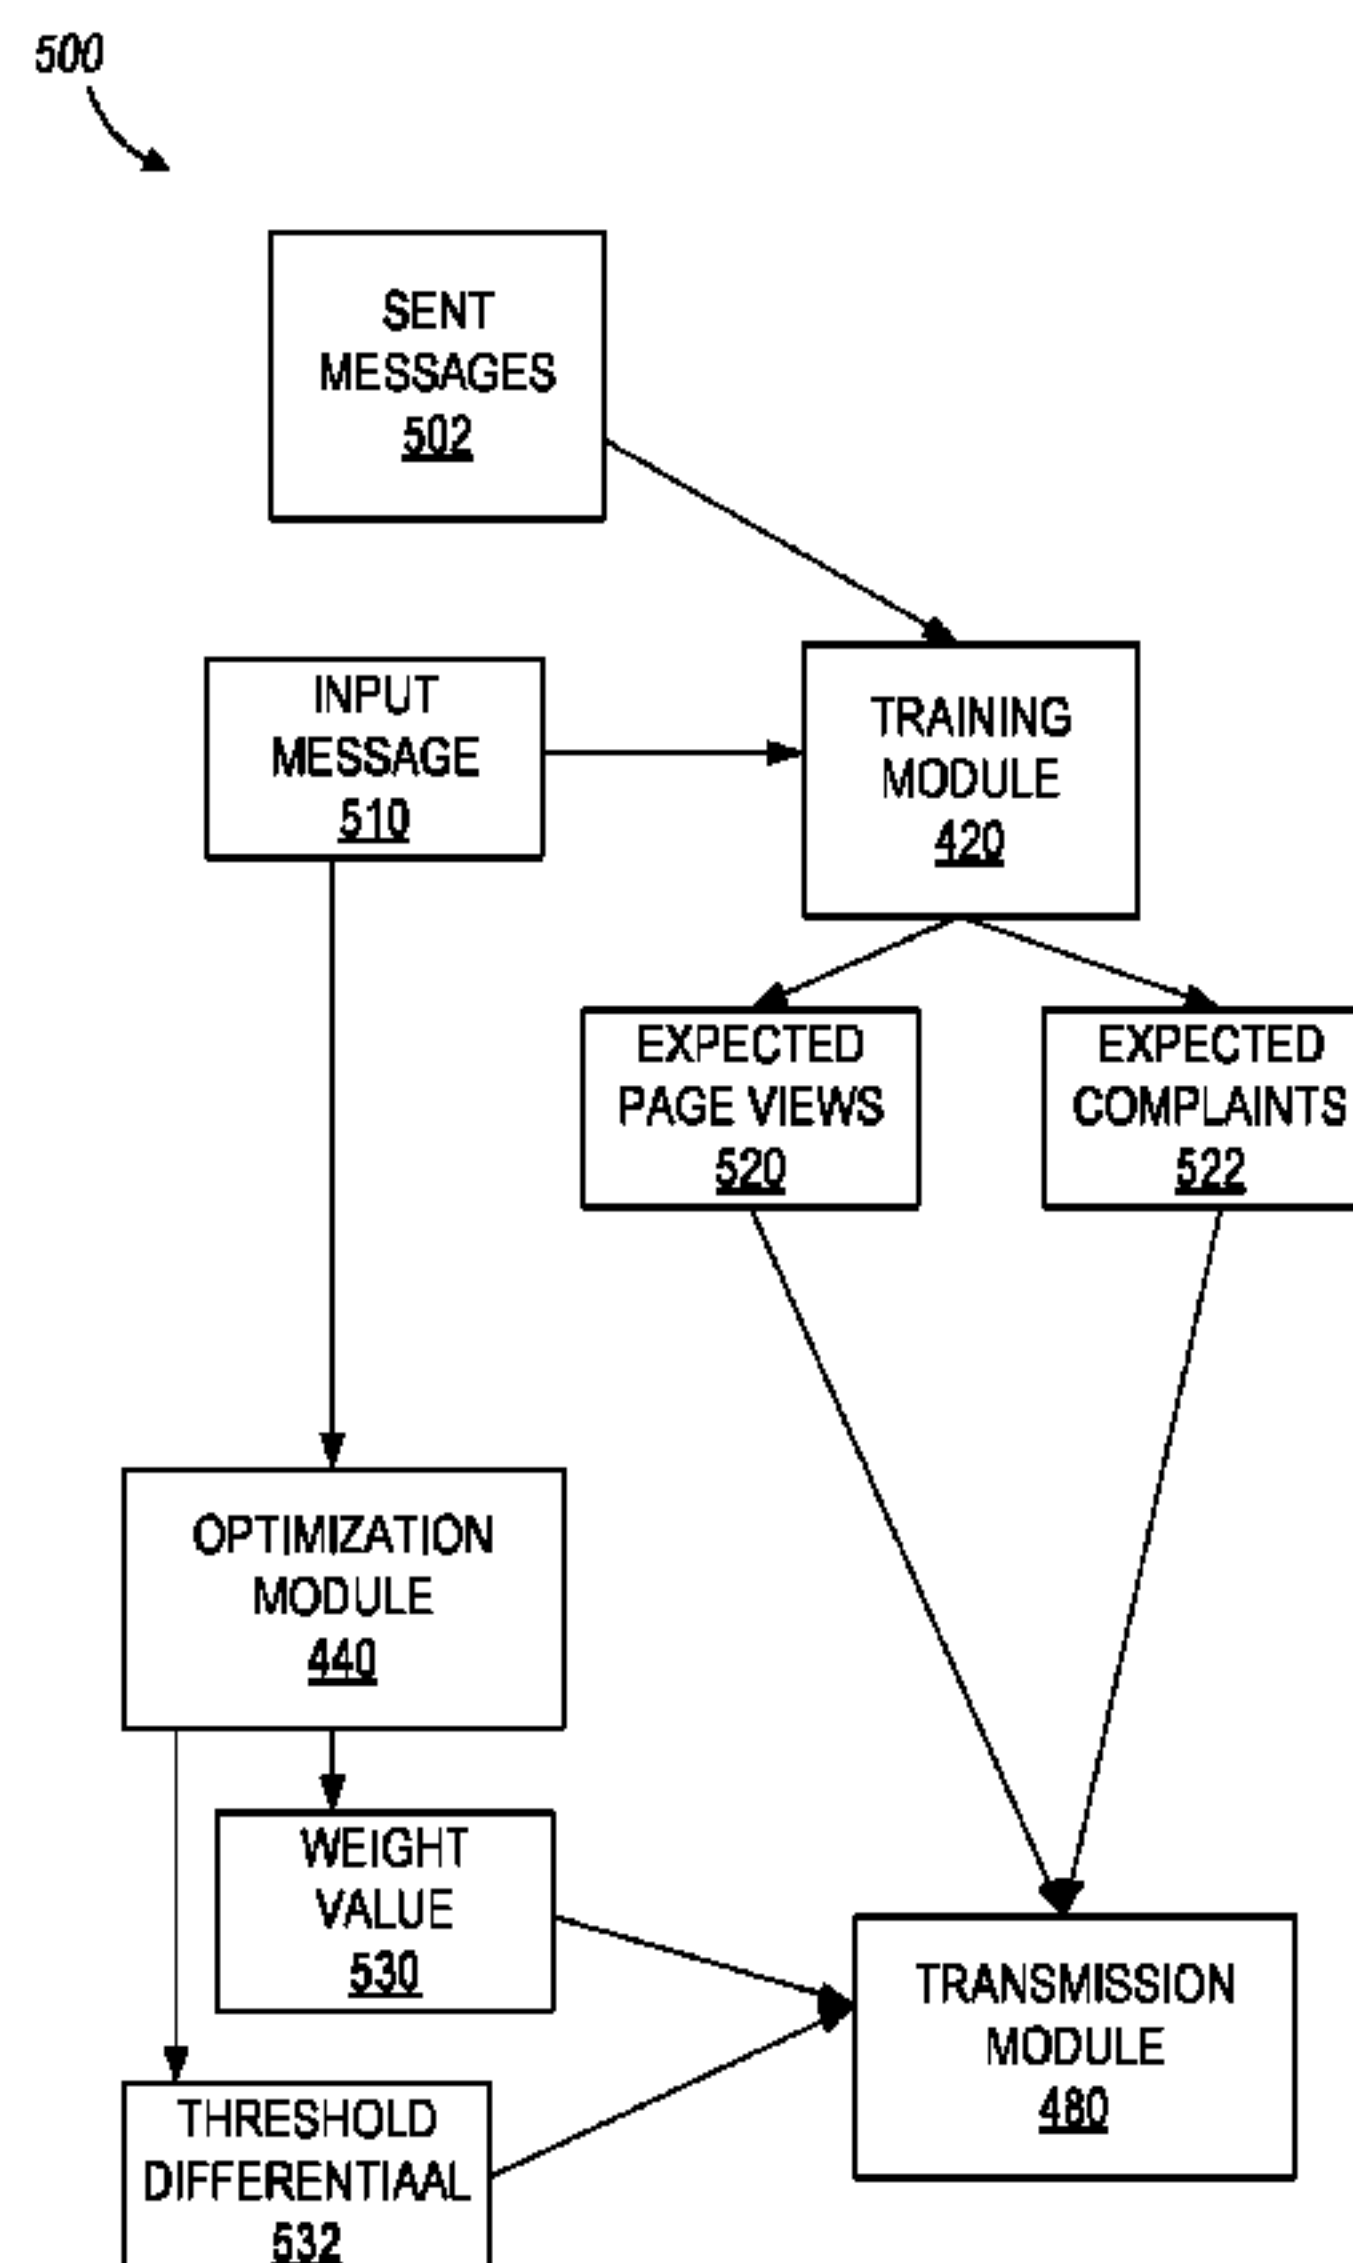 500
SENT
MESSAGES
502
INPUT
MESSAGE
510
TRAINING
MODULE
420
EXPECTED
PAGE VIEWS
520
EXPECTED
COMPLAINTS
522
OPTIMIZATION
MODULE
440
WEIGHT
VALUE
530
THRESHOLD
DIFFERENTIAAL
532
TRANSMISSION
MODULE
480